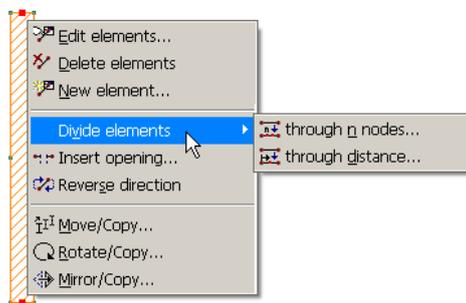 Edit elements...
Delete elements
New element...
Divide elements
through n nodes...
through distance...
Insert opening...
Reverse direction
Move/Copy...
Rotate/Copy...
Mirror/Copy...